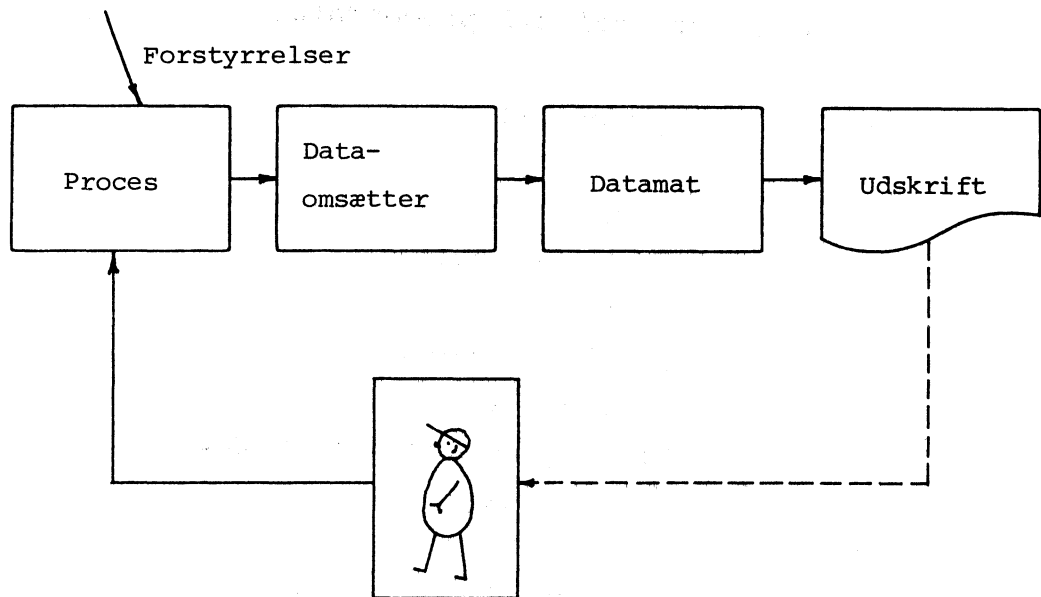 Forstyrrelser
Proces
Data-
omsætter
Datamat
Udskrift